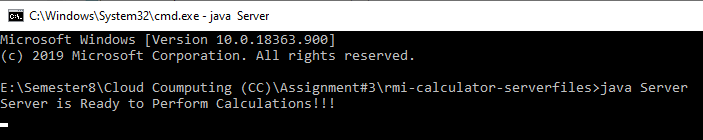 C:\Windows\System32\cmd.exe - java Server
Microsoft Windows [Version 10.0.18363.900]
(c) 2019 Microsoft Corporation. All rights reserved.
E:\Semester8\Cloud Coumputing (CC)\Assignment#3\rmi-calculator-serverfiles>java Server
Server is Ready to Perform Calculations!!!